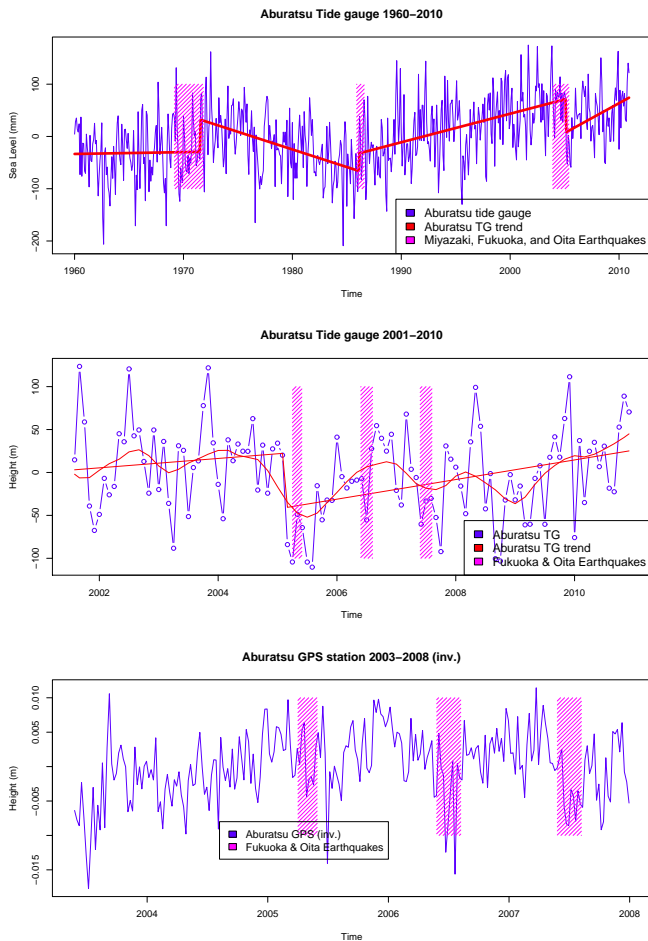 Aburatsu Tide gauge 1960−2010
Sea Level (mm)
100
0
−100
−200
1960
1970
1980
1990
2000
2010
Time
Aburatsu tide gauge
Aburatsu TG trend
Miyazaki, Fukuoka, and Oita Earthquakes
Aburatsu Tide gauge 2001−2010
Height (mm)
100
50
0
−50
−100
2002
2004
2006
2008
2010
Time
Aburatsu TG
Aburatsu TG trend
Fukuoka & Oita Earthquakes
Aburatsu GPS station 2003−2008 (inv.)
Height (m)
0.010
0.005
−0.005
−0.015
2004
2005
2006
2007
2008
Time
Aburatsu GPS (inv.)
Fukuoka & Oita Earthquakes